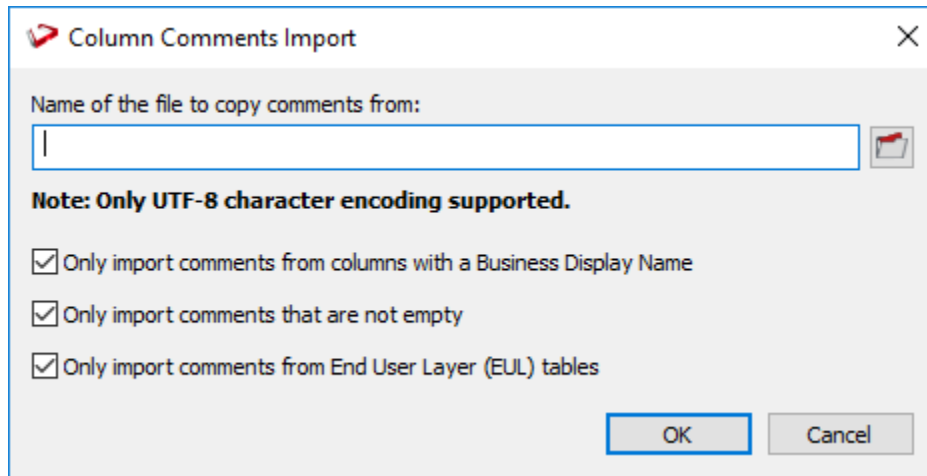 Column Comments Import
Name of the file to copy comments from:
Note: Only UTF-8 character encoding supported.
Only import comments from columns with a Business Display Name
Only import comments that are not empty
Only import comments from End User Layer (EUL) tables
OK Cancel